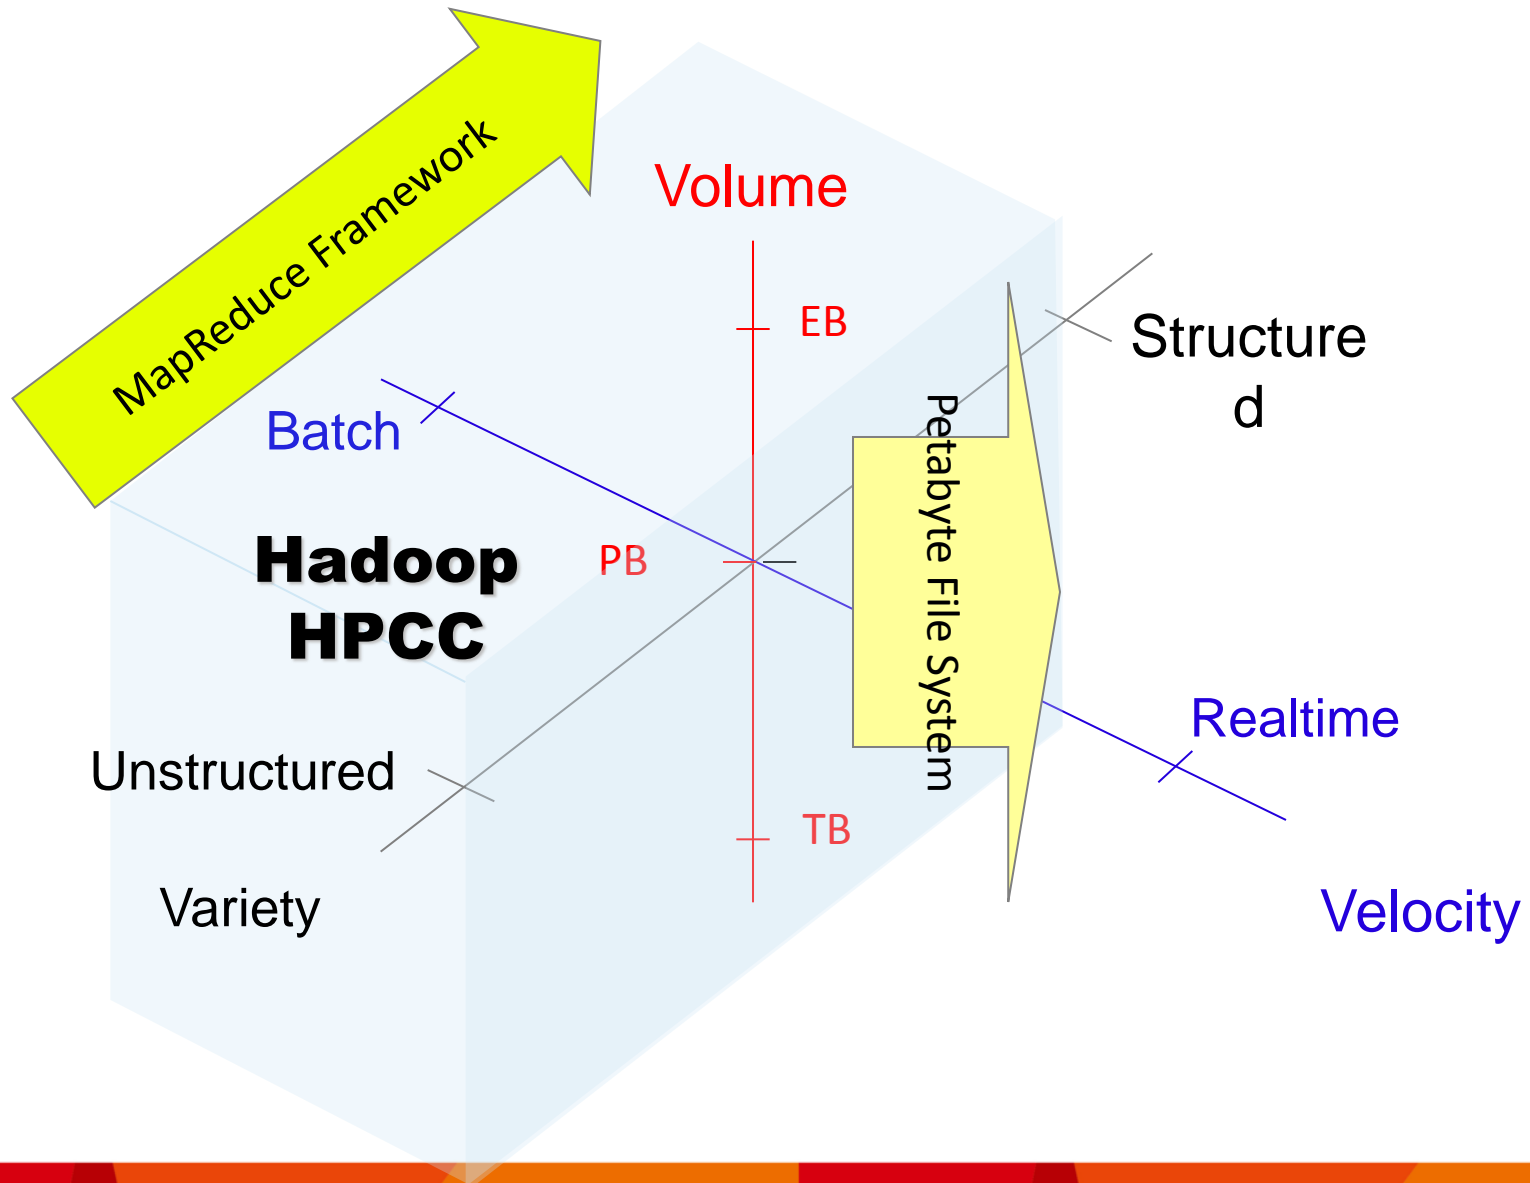 MapReduce Framework
Volume
EB
Structure
d
Batch
Petabyte File System
Hadoop
HPCC
PB
Realtime
Unstructured
TB
Variety
Velocity